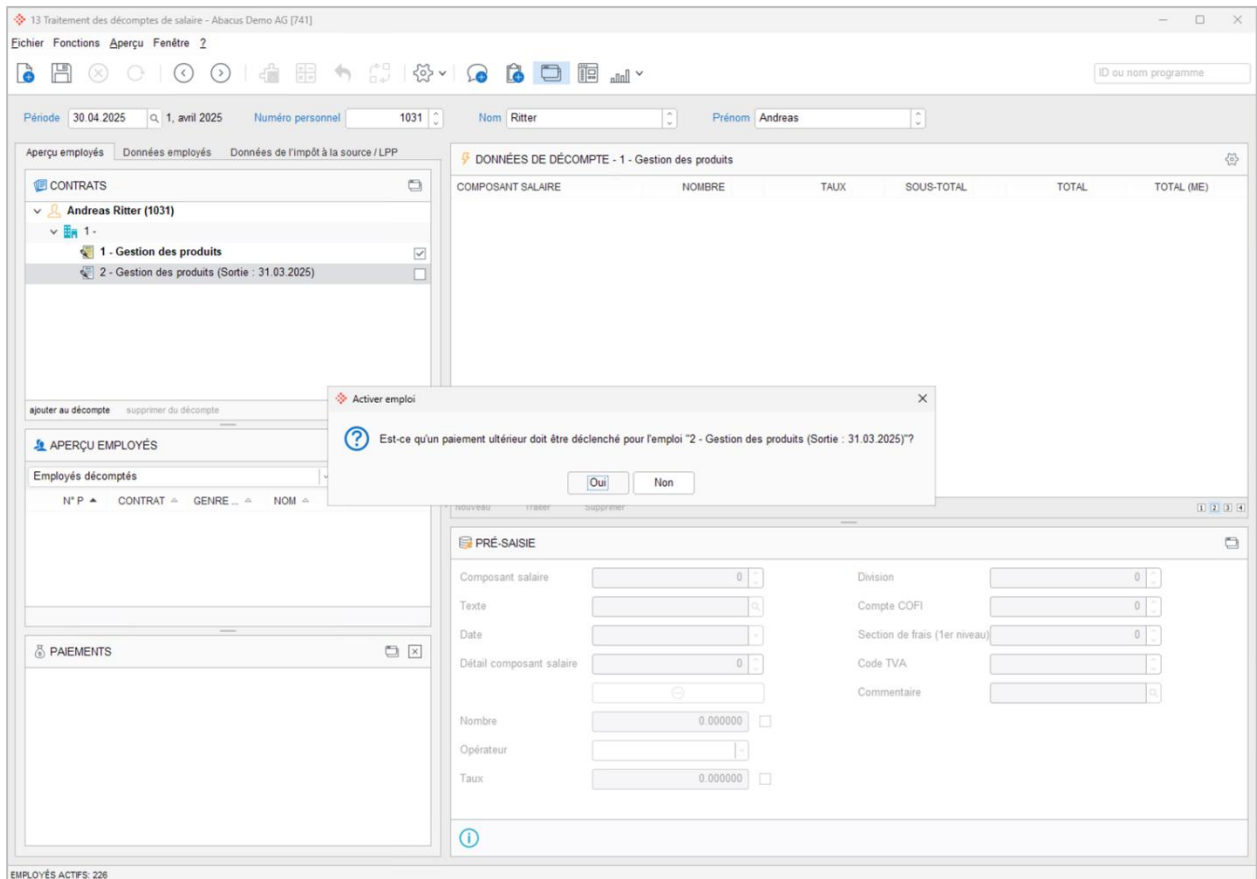 13 Traitement des décomptes de salaire - Abacus Demo AG [741]
Fichier Fonctions Aperçu Fenêtre ?
ID ou nom programme
Période 30.04.2025 1, avril 2025 Numéro personnel 1031 Nom Ritter Prénom Andreas
Aperçu employés Données employés Données de l'impôt à la source / LPP
CONTRATS
Andreas Ritter (1031)
1 -
1 - Gestion des produits
2 - Gestion des produits (Sortie : 31.03.2025)
ajouter au décompte supprimer du décompte
DONNÉES DE DÉCOMPTE - 1 - Gestion des produits
COMPOSANT SALAIRE NOMBRE TAUX SOUS-TOTAL TOTAL TOTAL (ME)
Activer emploi
Est-ce qu'un paiement ultérieur doit être déclenché pour l'emploi "2 - Gestion des produits (Sortie : 31.03.2025)"?
Oui Non
APERÇU EMPLOYÉS
Employés décomptés
N° P CONTRAT GENRE ... NOM
Nouveau Traiter Supprimer 1 2 3 4
PAIEMENTS
PRÉ-SAISIE
Composant salaire 0 Division 0
Texte Compte COFI 0
Date Section de frais (1er niveau) 0
Détail composant salaire 0 Code TVA
Commentaire
Nombre 0.000000
Opérateur
Taux 0.000000
EMPLOYÉS ACTIFS: 226